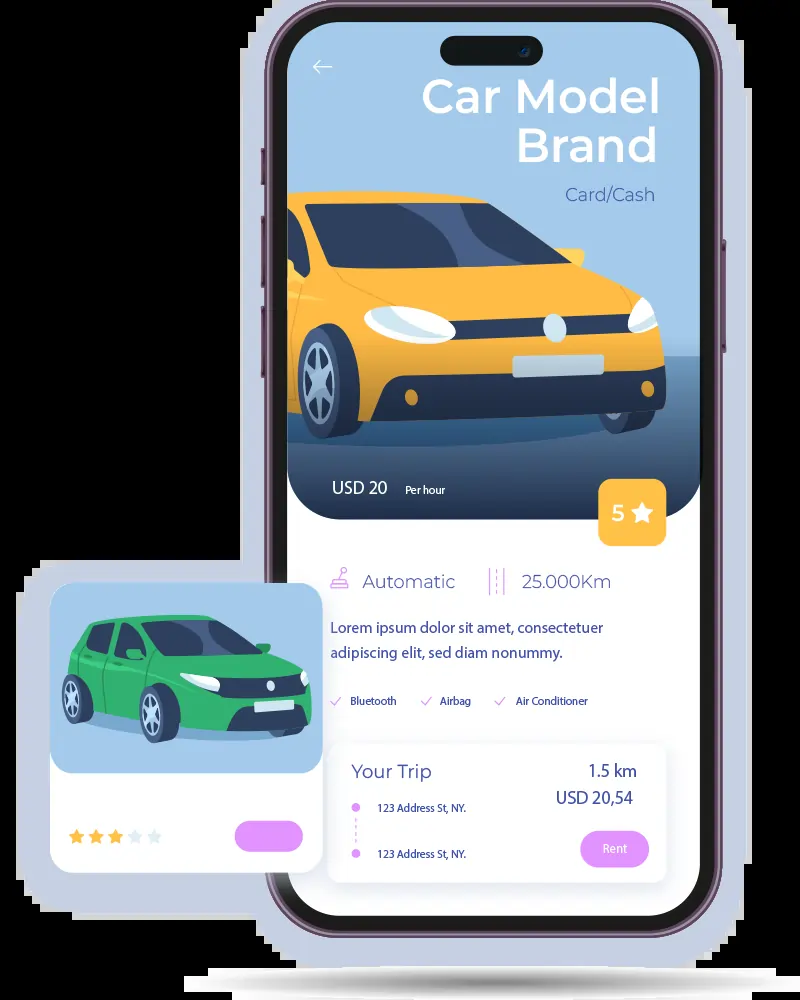 Car Model
Brand
Card/Cash
USD 20 Per hour
5
Automatic 25.000Km
Lorem ipsum dolor sit amet, consectetuer
adipiscing elit, sed diam nonummy.
Bluetooth Airbag Air Conditioner
Your Trip 1.5 km
USD 20,54
123 Address St, NY.
123 Address St, NY.
Rent